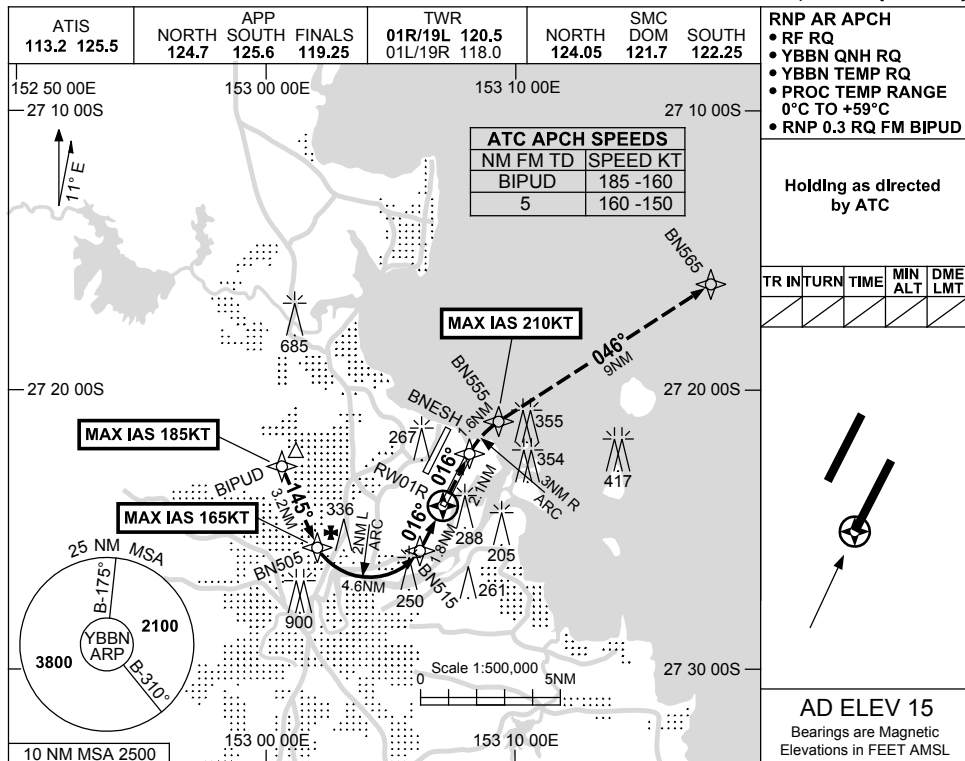 ATIS
113.2 125.5
APP
NORTH SOUTH FINALS
124.7 125.6 119.25
TWR
01R/19L 120.5
01L/19R 118.0
SMC
NORTH DOM SOUTH
124.05 121.7 122.25
RNP AR APCH
• RF RQ
• YBBN QNH RQ
• YBBN TEMP RQ
• PROC TEMP RANGE
0°C TO +59°C
• RNP 0.3 RQ FM BIPUD
Holding as directed
by ATC
TR IN TURN TIME MIN ALT DME LMT
152 50 00E
153 00 00E
153 10 00E
27 10 00S
27 10 00S
11° E
ATC APCH SPEEDS
NM FM TD SPEED KT
BIPUD 185 -160
5 160 -150
BN565
685
MAX IAS 210KT
046°
9NM
27 20 00S
27 20 00S
BN555
BNESH
1.6NM
355
267
354
417
MAX IAS 185KT
BIPUD
RW01R
016°
2.1NM
3NM R
ARC
145°
3.2NM
MAX IAS 165KT
336
2NM L
ARC
016°
1.8NM
288
205
BN505
4.6NM
BN515
250
261
900
25 NM MSA
B-175°
2100
YBBN
ARP
3800
B-310°
27 30 00S
Scale 1:500,000
0 5NM
10 NM MSA 2500
153 00 00E
153 10 00E
AD ELEV 15
Bearings are Magnetic
Elevations in FEET AMSL